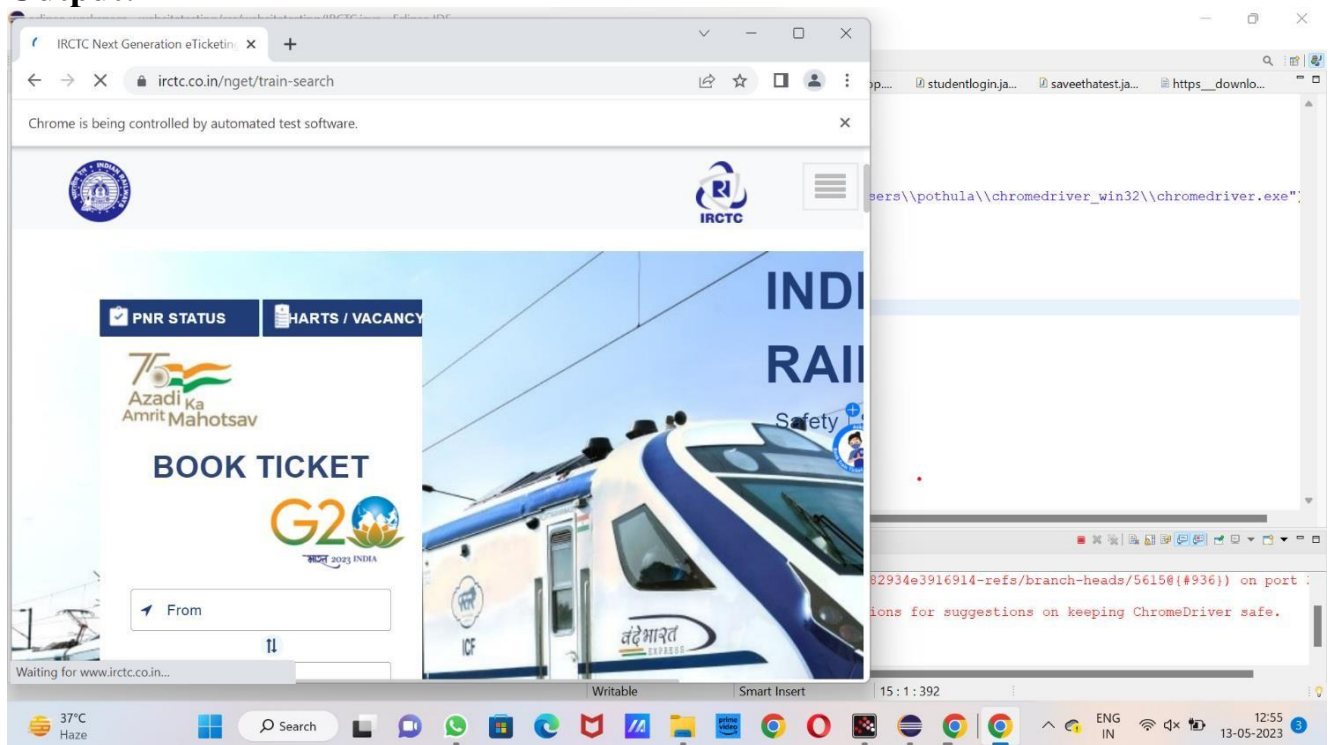 IRCTC Next Generation eTicketing
irctc.co.in/nget/train-search
Chrome is being controlled by automated test software.
studentlogin.ja...
saveethatest.ja...
https__downlo...
IRCTC
sers\\pothula\\chromedriver_win32\\chromedriver.exe"
PNR STATUS
HARTS / VACANCY
INDI
RAI
Safety
75
Azadi Ka
Amrit Mahotsav
BOOK TICKET
G20
भारत 2023 INDIA
From
ICF
वंदे भारत
EXPRESS
82934e3916914-refs/branch-heads/5615@{#936}) on port
ions for suggestions on keeping ChromeDriver safe.
Waiting for www.irctc.co.in...
Writable
Smart Insert
15 : 1 : 392
37°C
Haze
Search
prime video
ENG
IN
12:55
13-05-2023
3